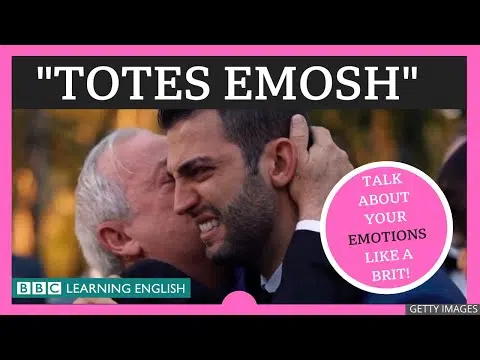 "TOTES EMOSH"
TALK
ABOUT
YOUR
EMOTIONS
LIKE A
BRIT!
BBC LEARNING ENGLISH
GETTY IMAGES